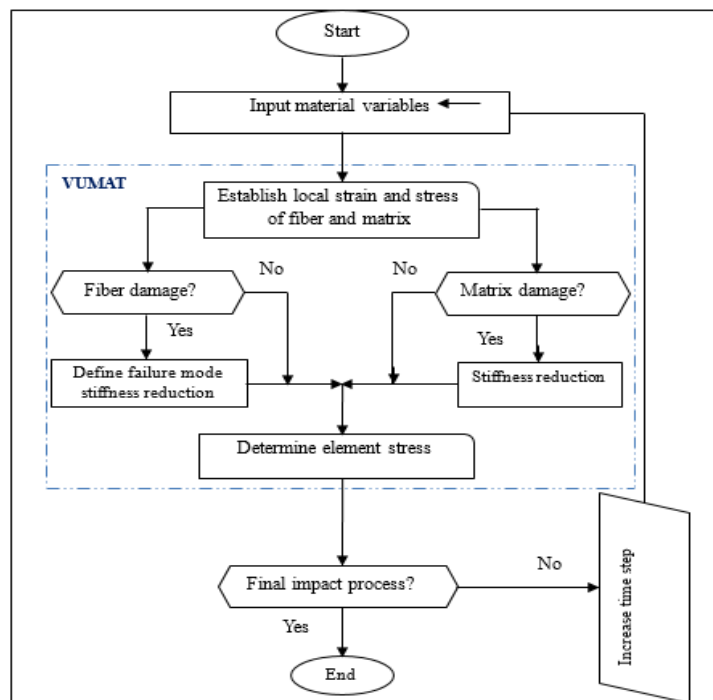 Start
Input material variables
VUMAT
Establish local strain and stress
of fiber and matrix
No
No
Fiber damage?
Matrix damage?
Yes
Yes
Define failure mode
stiffness reduction
Stiffness reduction
Determine element stress
Final impact process?
No
Increase time step
Yes
End